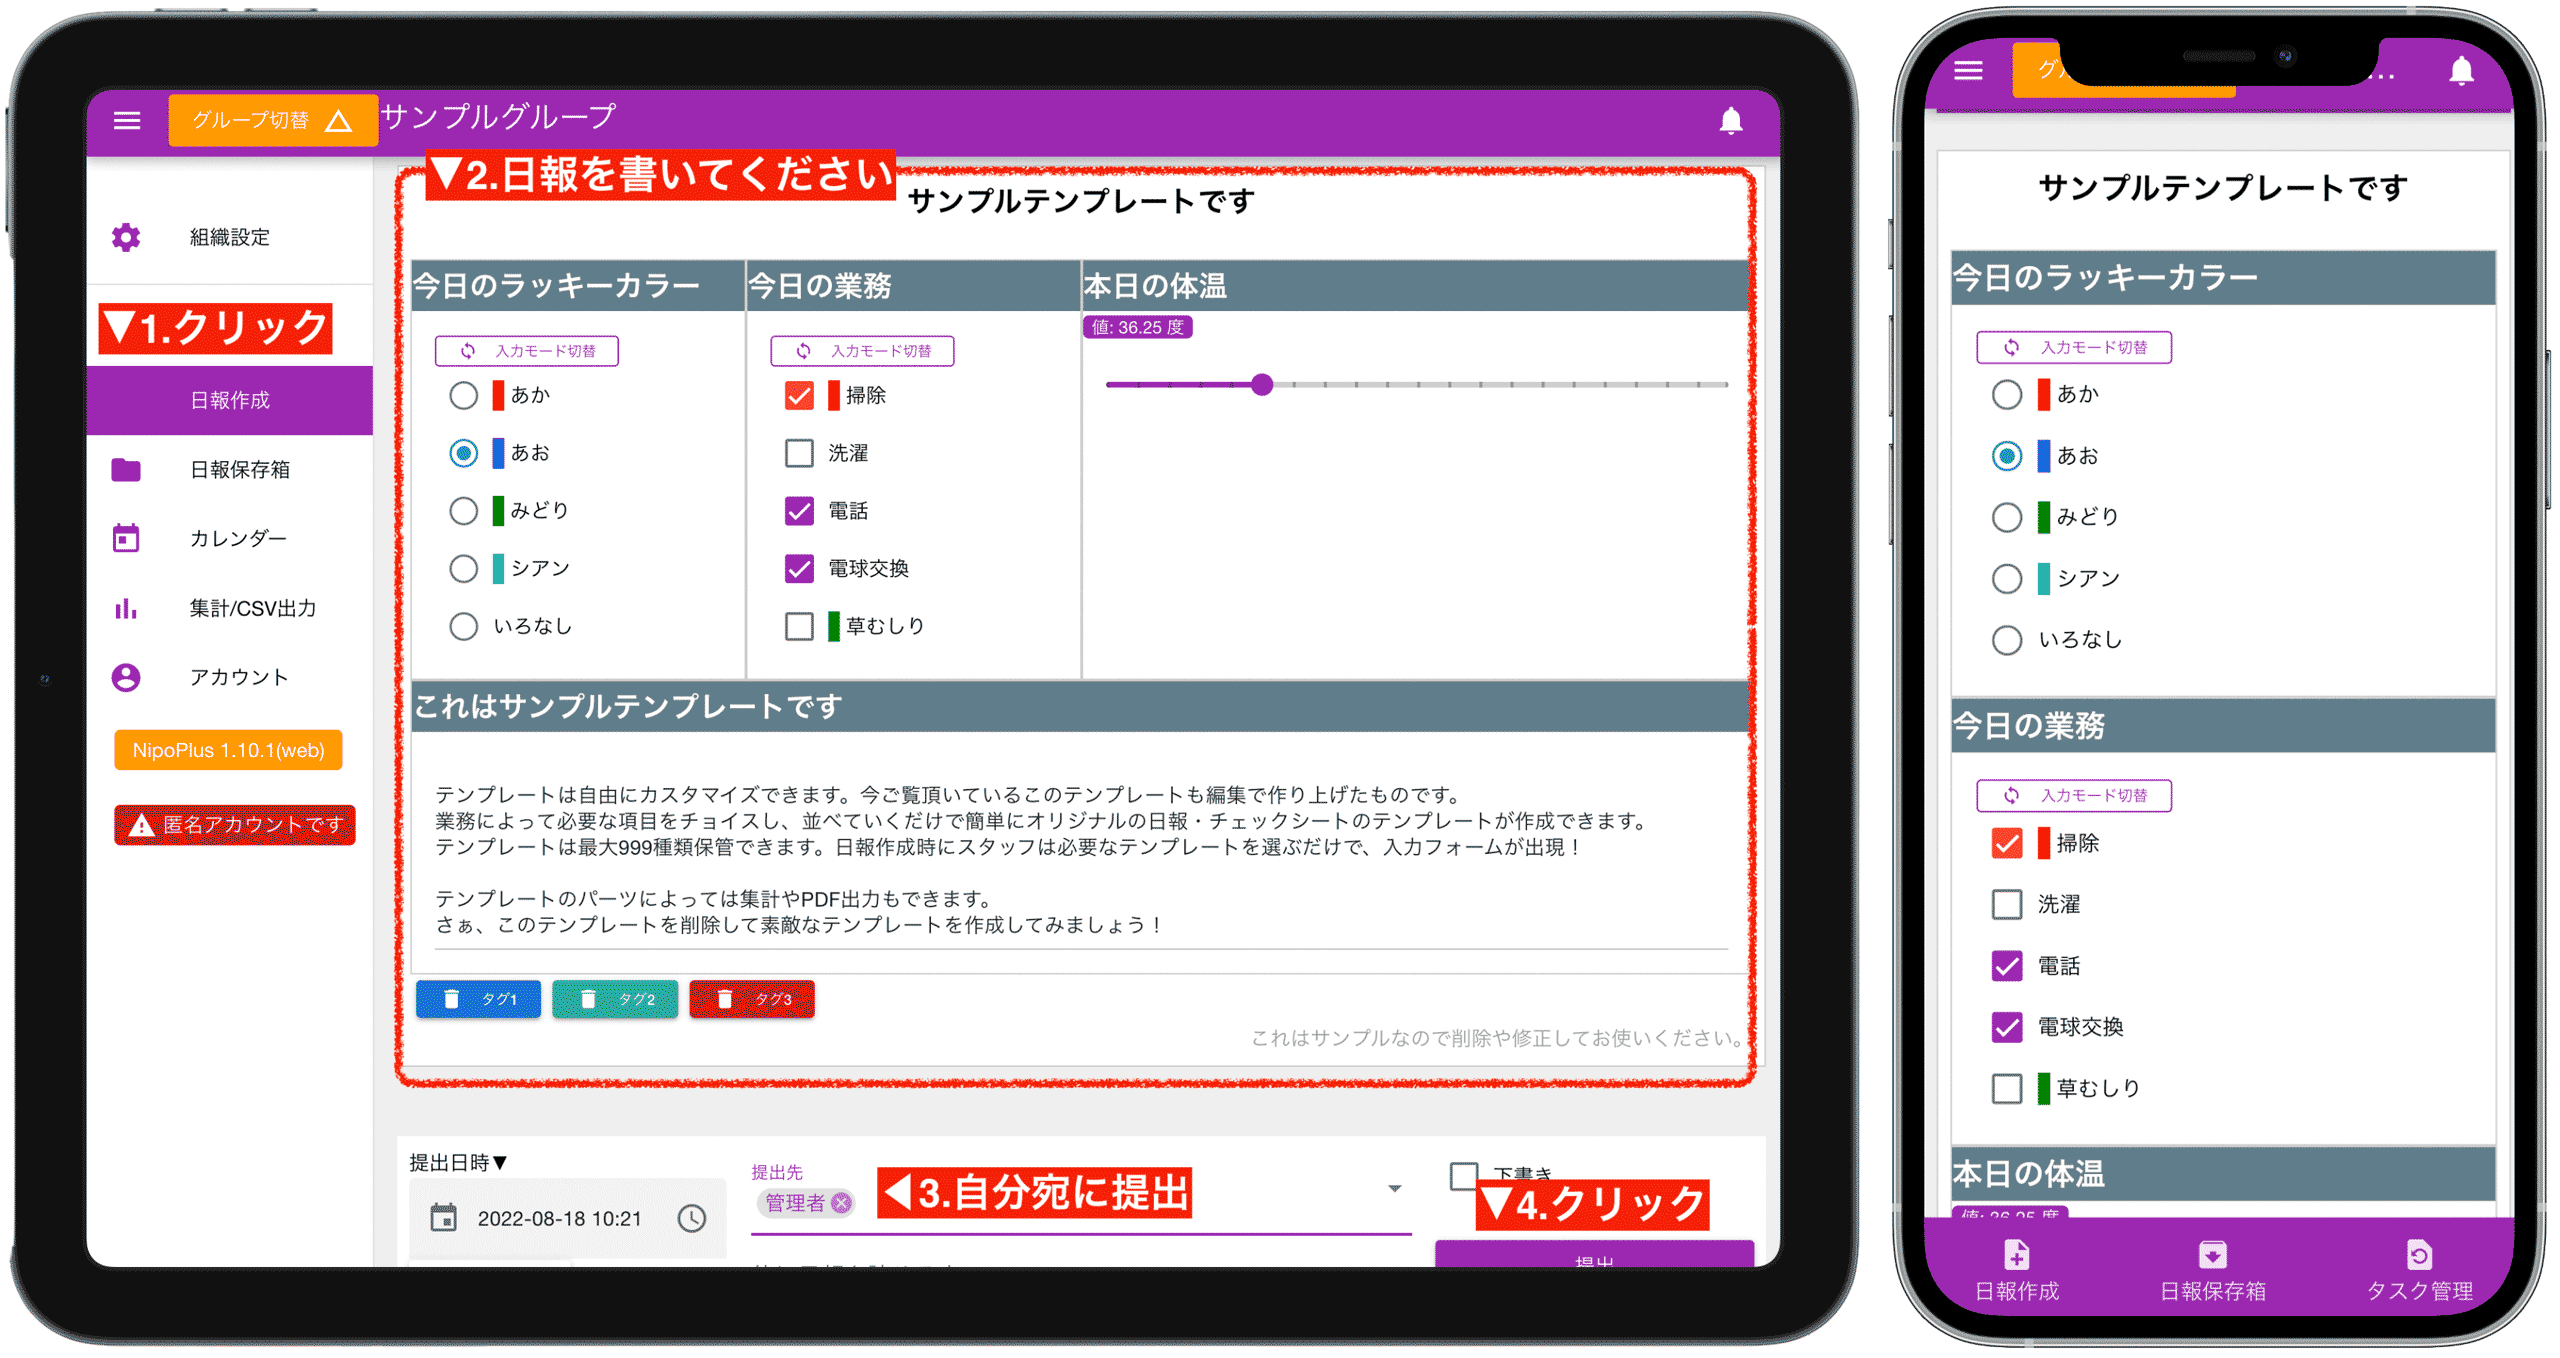 グループ切替
サンプルグループ
▼2.日報を書いてください
サンプルテンプレートです
組織設定
▼1.クリック
日報作成
日報保存箱
カレンダー
集計/CSV出力
アカウント
NipoPlus 1.10.1(web)
匿名アカウントです
今日のラッキーカラー
入力モード切替
あか
あお
みどり
シアン
いろなし
今日の業務
入力モード切替
掃除
洗濯
電話
電球交換
草むしり
本日の体温
値: 36.25 度
これはサンプルテンプレートです
テンプレートは自由にカスタマイズできます。今ご覧頂いているこのテンプレートも編集で作り上げたものです。
業務によって必要な項目をチョイスし、並べていくだけで簡単にオリジナルの日報・チェックシートのテンプレートが作成できます。
テンプレートは最大999種類保管できます。日報作成時にスタッフは必要なテンプレートを選ぶだけで、入力フォームが出現！
テンプレートのパーツによっては集計やPDF出力もできます。
さぁ、このテンプレートを削除して素敵なテンプレートを作成してみましょう！
タグ1
タグ2
タグ3
これはサンプルなので削除や修正してお使いください。
提出日時▼
2022-08-18 10:21
提出先
管理者
◀3.自分宛に提出
下書き
▼4.クリック
提出
グル
...
サンプルテンプレートです
今日のラッキーカラー
入力モード切替
あか
あお
みどり
シアン
いろなし
今日の業務
入力モード切替
掃除
洗濯
電話
電球交換
草むしり
本日の体温
値: 36.25 度
日報作成
日報保存箱
タスク管理